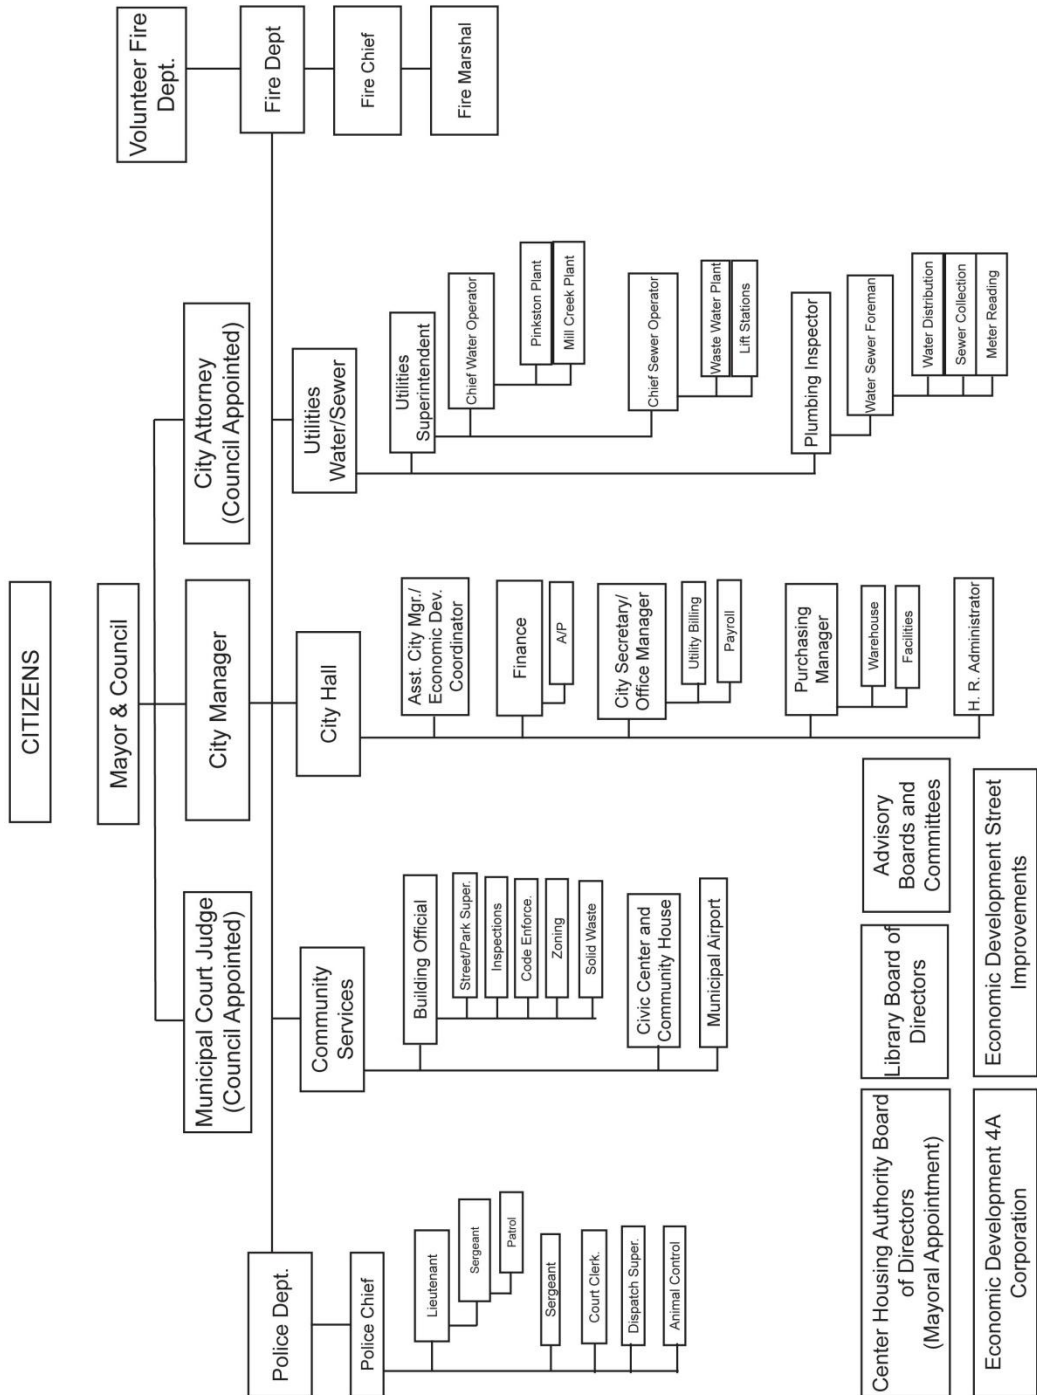 CITIZENS
Mayor & Council
Municipal Court Judge
(Council Appointed)
City Manager
City Attorney
(Council Appointed)
Volunteer Fire
Dept.
Police Dept.
Community
Services
City Hall
Utilities
Water/Sewer
Fire Dept
Police Chief
Lieutenant
Sergeant
Patrol
Sergeant
Court Clerk.
Dispatch Super.
Animal Control
Building Official
Street/Park Super.
Inspections
Code Enforce.
Zoning
Solid Waste
Civic Center and
Community House
Municipal Airport
Asst. City Mgr./
Economic Dev.
Coordinator
Finance
A/P
City Secretary/
Office Manager
Utility Billing
Payroll
Purchasing
Manager
Warehouse
Facilities
H. R. Administrator
Utilities
Superintendent
Chief Water Operator
Pinkston Plant
Mill Creek Plant
Chief Sewer Operator
Waste Water Plant
Lift Stations
Plumbing Inspector
Water Sewer Foreman
Water Distribution
Sewer Collection
Meter Reading
Fire Chief
Fire Marshal
Center Housing Authority Board
of Directors
(Mayoral Appointment)
Library Board of
Directors
Advisory
Boards and
Committees
Economic Development 4A
Corporation
Economic Development Street
Improvements